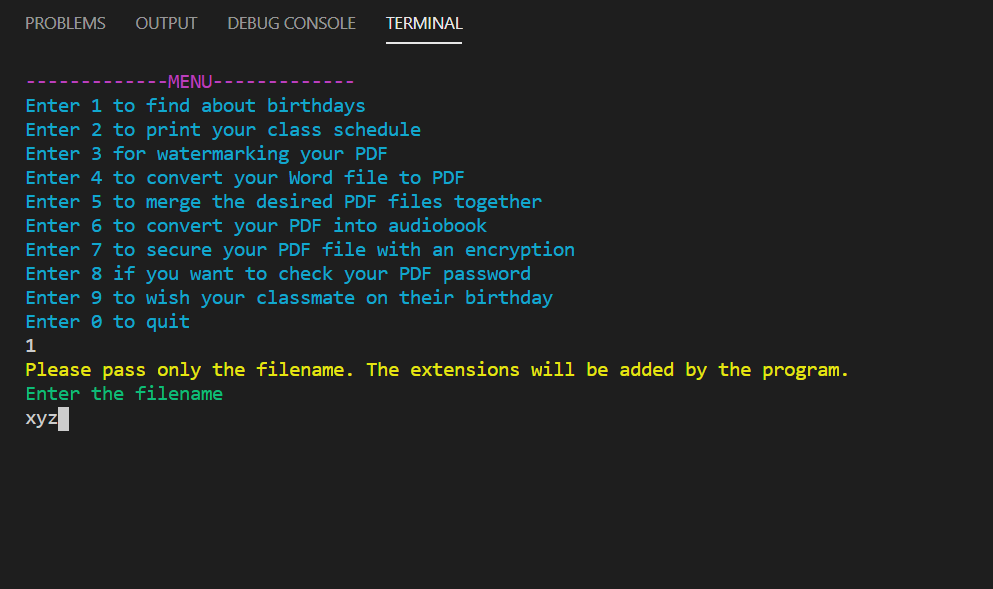 PROBLEMS OUTPUT DEBUG CONSOLE TERMINAL
-------------MENU-------------
Enter 1 to find about birthdays
Enter 2 to print your class schedule
Enter 3 for watermarking your PDF
Enter 4 to convert your Word file to PDF
Enter 5 to merge the desired PDF files together
Enter 6 to convert your PDF into audiobook
Enter 7 to secure your PDF file with an encryption
Enter 8 if you want to check your PDF password
Enter 9 to wish your classmate on their birthday
Enter 0 to quit
1
Please pass only the filename. The extensions will be added by the program.
Enter the filename
xyz